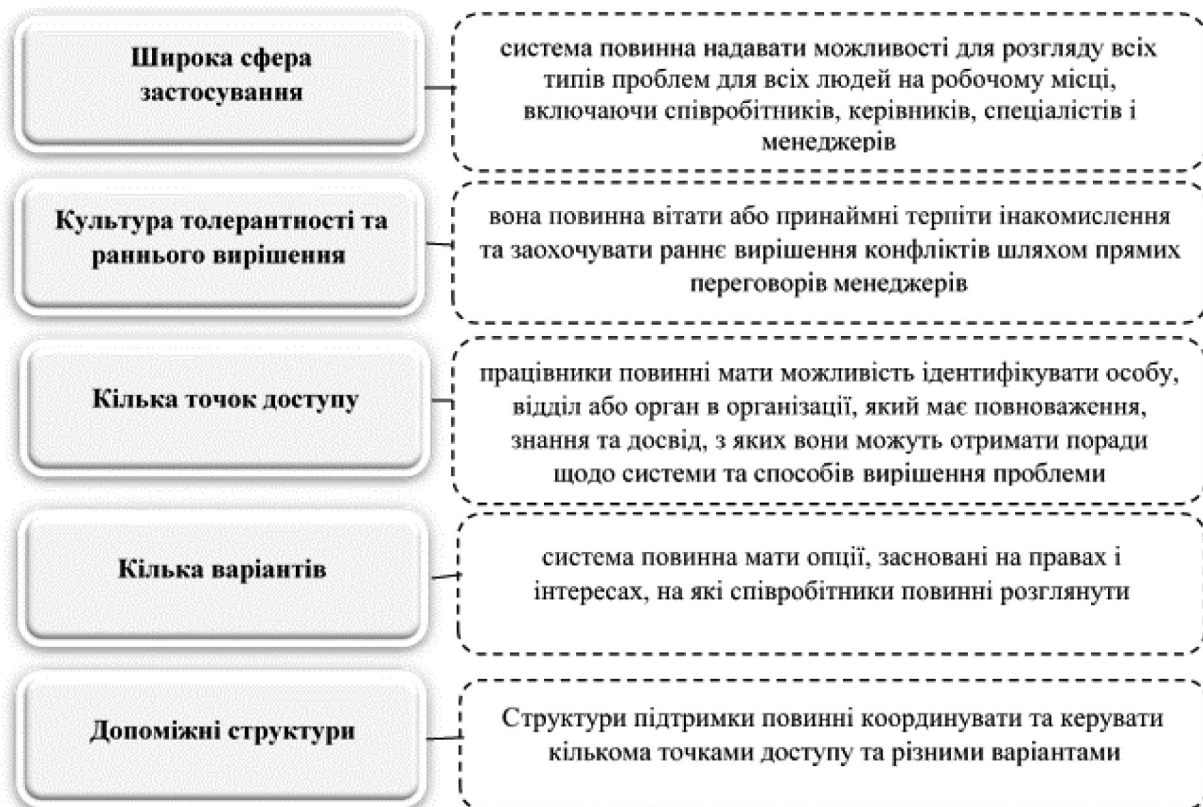 Широка сфера
застосування
система повинна надавати можливості для розгляду всіх
типів проблем для всіх людей на робочому місці,
включаючи співробітників, керівників, спеціалістів і
менеджерів
Культура толерантності та
раннього вирішення
вона повинна вітати або принаймні терпіти інакомислення
та заохочувати раннє вирішення конфліктів шляхом прямих
переговорів менеджерів
Кілька точок доступу
працівники повинні мати можливість ідентифікувати особу,
відділ або орган в організації, який має повноваження,
знання та досвід, з яких вони можуть отримати поради
щодо системи та способів вирішення проблеми
Кілька варіантів
система повинна мати опції, засновані на правах і
інтересах, на які співробітники повинні розглянути
Допоміжні структури
Структури підтримки повинні координувати та керувати
кількома точками доступу та різними варіантами